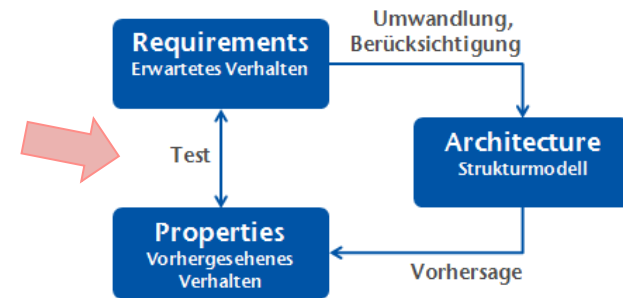 Umwandlung,
Berücksichtigung
Requirements
Erwartetes Verhalten
Test
Architecture
Strukturmodell
Properties
Vorhergesehenes
Verhalten
Vorhersage